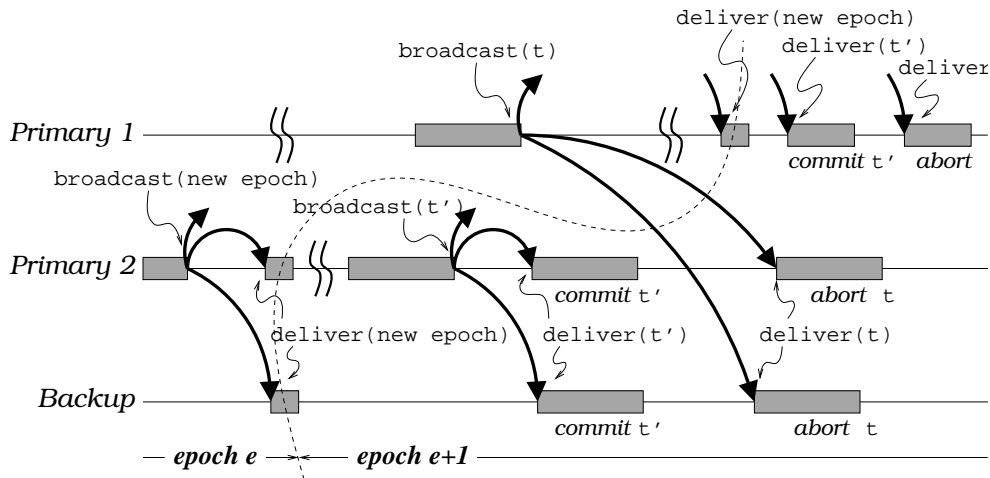 deliver(new epoch)
broadcast(t)
deliver(t')
deliver
Primary 1
commit t'
abort
broadcast(new epoch)
broadcast(t')
Primary 2
commit t'
abort t
deliver(new epoch)
deliver(t')
deliver(t)
Backup
commit t'
abort t
epoch e
epoch e+1